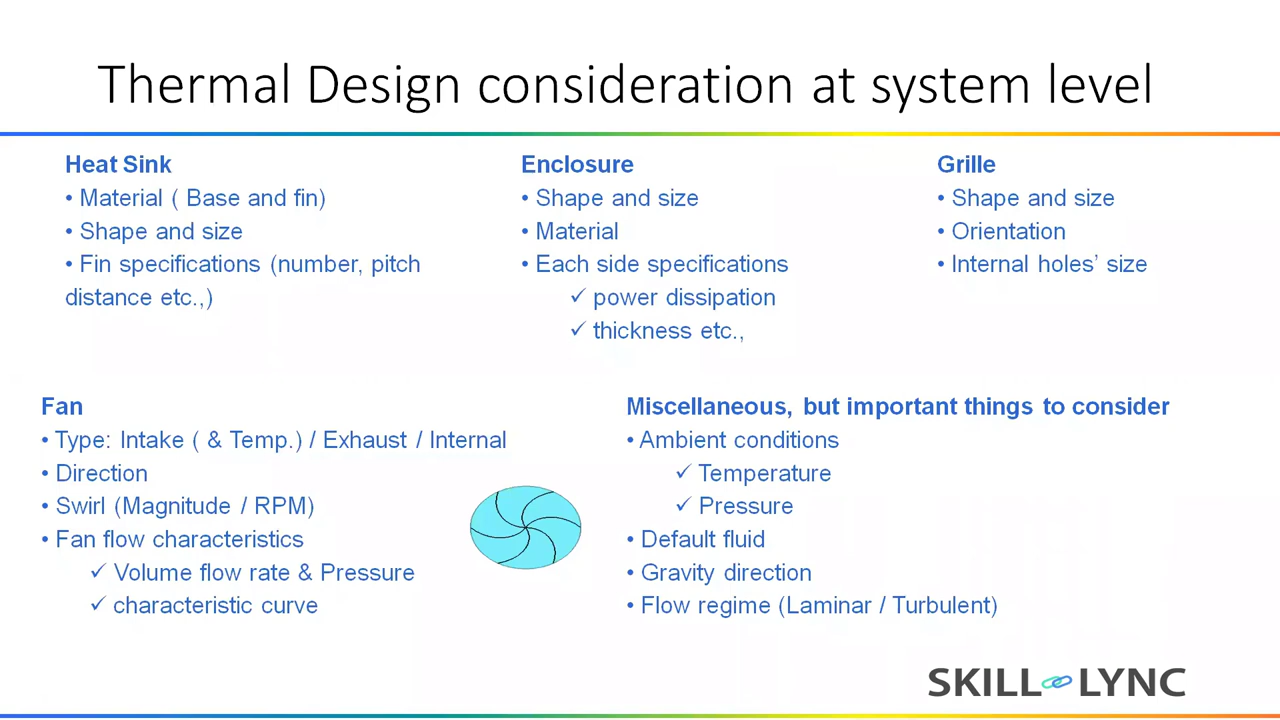 Thermal Design consideration at system level
Heat Sink
• Material ( Base and fin)
• Shape and size
• Fin specifications (number, pitch
distance etc.,)
Enclosure
• Shape and size
• Material
• Each side specifications
✓ power dissipation
✓ thickness etc.,
Grille
• Shape and size
• Orientation
• Internal holes’ size
Fan
• Type: Intake ( & Temp.) / Exhaust / Internal
• Direction
• Swirl (Magnitude / RPM)
• Fan flow characteristics
✓ Volume flow rate & Pressure
✓ characteristic curve
Miscellaneous, but important things to consider
• Ambient conditions
✓ Temperature
✓ Pressure
• Default fluid
• Gravity direction
• Flow regime (Laminar / Turbulent)
SKILL LYNC